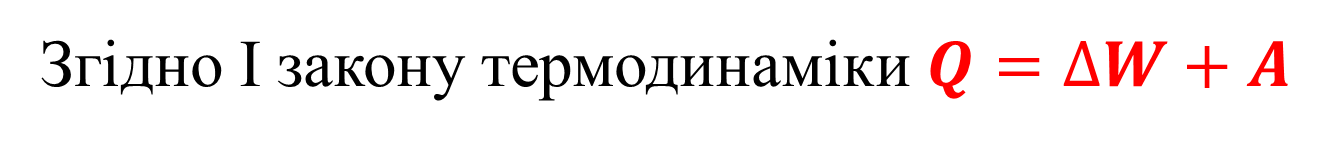 Згідно І закону термодинаміки Q = ΔW + A